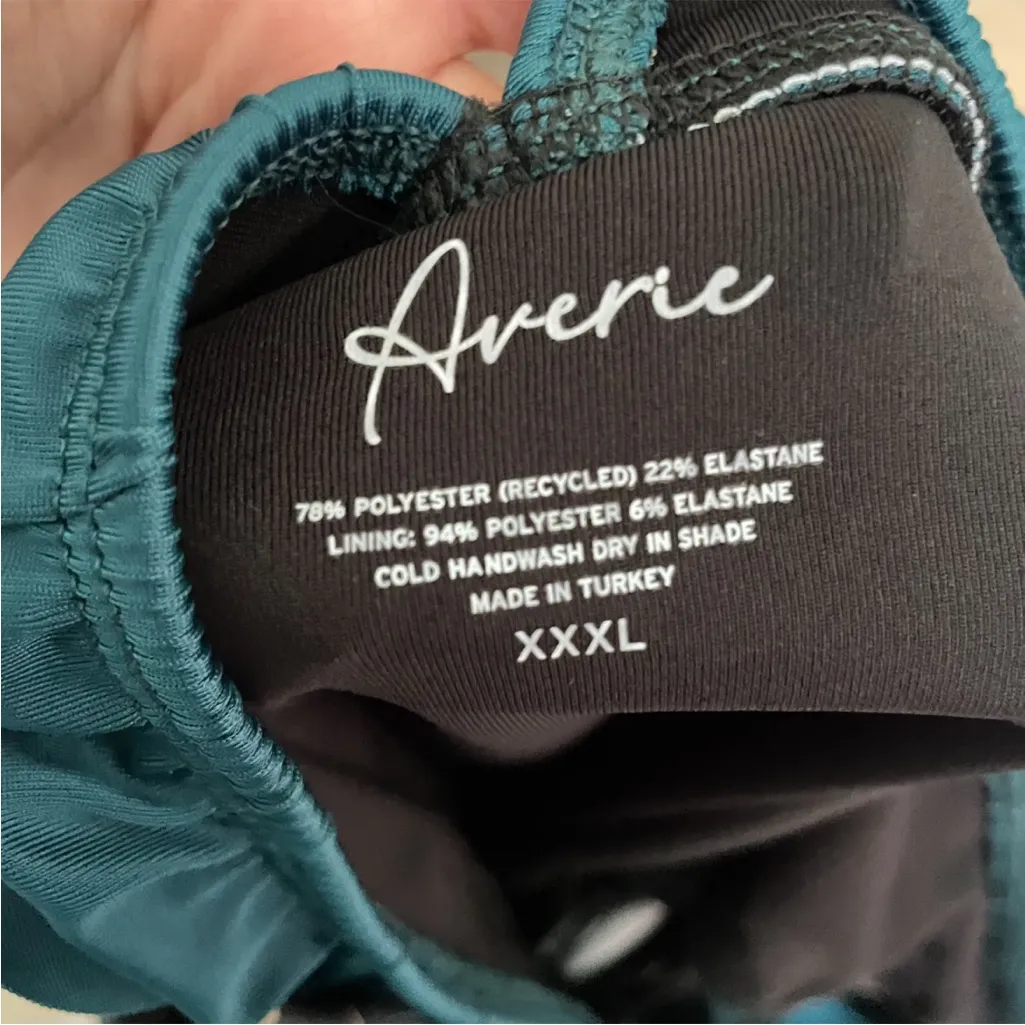 Averie
78% POLYESTER (RECYCLED) 22% ELASTANE
LINING: 94% POLYESTER 6% ELASTANE
COLD HANDWASH DRY IN SHADE
MADE IN TURKEY
XXXL